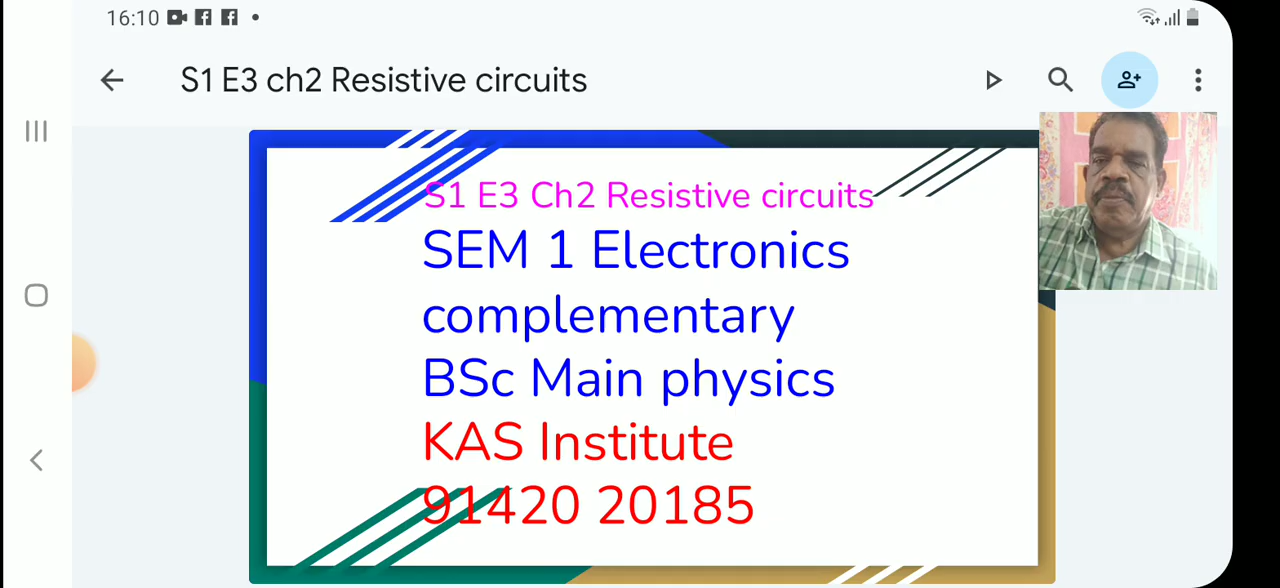 16:10
S1 E3 ch2 Resistive circuits
S1 E3 Ch2 Resistive circuits
SEM 1 Electronics
complementary
BSc Main physics
KAS Institute
91420 20185